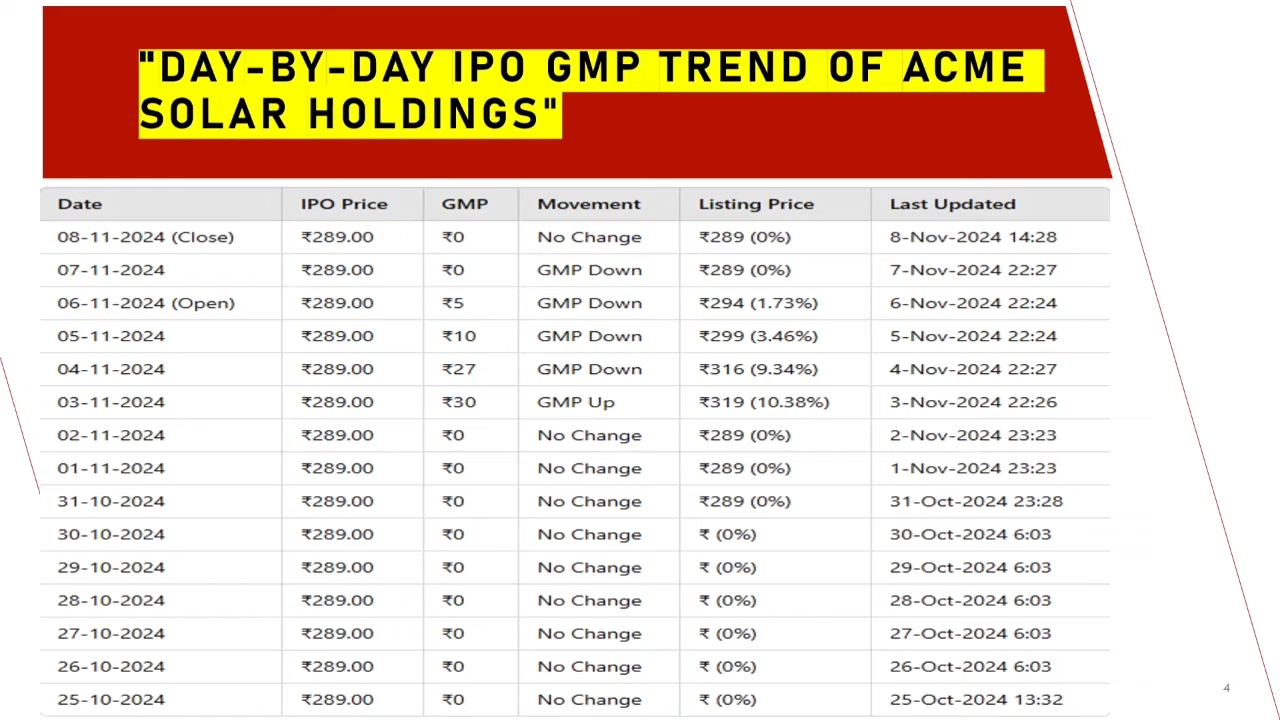 "DAY-BY-DAY IPO GMP TREND OF ACME
SOLAR HOLDINGS"
Date IPO Price GMP Movement Listing Price Last Updated
08-11-2024 (Close) ₹289.00 ₹0 No Change ₹289 (0%) 8-Nov-2024 14:28
07-11-2024 ₹289.00 ₹0 GMP Down ₹289 (0%) 7-Nov-2024 22:27
06-11-2024 (Open) ₹289.00 ₹5 GMP Down ₹294 (1.73%) 6-Nov-2024 22:24
05-11-2024 ₹289.00 ₹10 GMP Down ₹299 (3.46%) 5-Nov-2024 22:24
04-11-2024 ₹289.00 ₹27 GMP Down ₹316 (9.34%) 4-Nov-2024 22:27
03-11-2024 ₹289.00 ₹30 GMP Up ₹319 (10.38%) 3-Nov-2024 22:26
02-11-2024 ₹289.00 ₹0 No Change ₹289 (0%) 2-Nov-2024 23:23
01-11-2024 ₹289.00 ₹0 No Change ₹289 (0%) 1-Nov-2024 23:23
31-10-2024 ₹289.00 ₹0 No Change ₹289 (0%) 31-Oct-2024 23:28
30-10-2024 ₹289.00 ₹0 No Change ₹ (0%) 30-Oct-2024 6:03
29-10-2024 ₹289.00 ₹0 No Change ₹ (0%) 29-Oct-2024 6:03
28-10-2024 ₹289.00 ₹0 No Change ₹ (0%) 28-Oct-2024 6:03
27-10-2024 ₹289.00 ₹0 No Change ₹ (0%) 27-Oct-2024 6:03
26-10-2024 ₹289.00 ₹0 No Change ₹ (0%) 26-Oct-2024 6:03
25-10-2024 ₹289.00 ₹0 No Change ₹ (0%) 25-Oct-2024 13:32
4